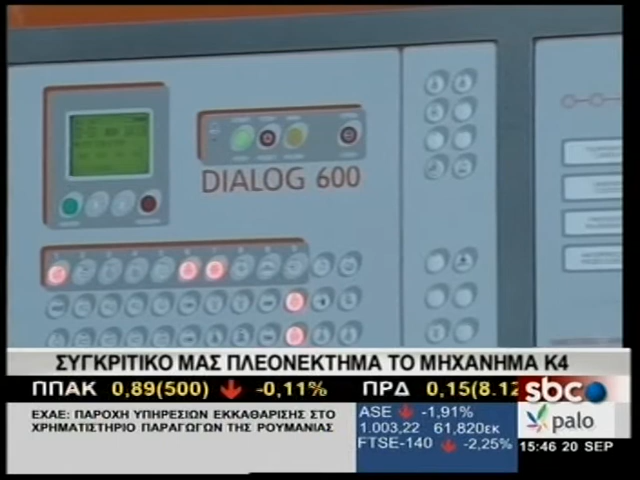 DIALOG 600
ΣΥΓΚΡΙΤΙΚΟ ΜΑΣ ΠΛΕΟΝΕΚΤΗΜΑ ΤΟ ΜΗΧΑΝΗΜΑ Κ4
ΠΠΑΚ 0,89(500) -0,11% ΠΡΔ 0,15(8.12
sbc
ΕΧΑΕ: ΠΑΡΟΧΗ ΥΠΗΡΕΣΙΩΝ ΕΚΚΑΘΑΡΙΣΗΣ ΣΤΟ
ΧΡΗΜΑΤΙΣΤΗΡΙΟ ΠΑΡΑΓΩΓΩΝ ΤΗΣ ΡΟΥΜΑΝΙΑΣ
ASE -1,91%
1.003,22 61,820εκ
FTSE-140 -2,25%
palo
15:46 20 SEP